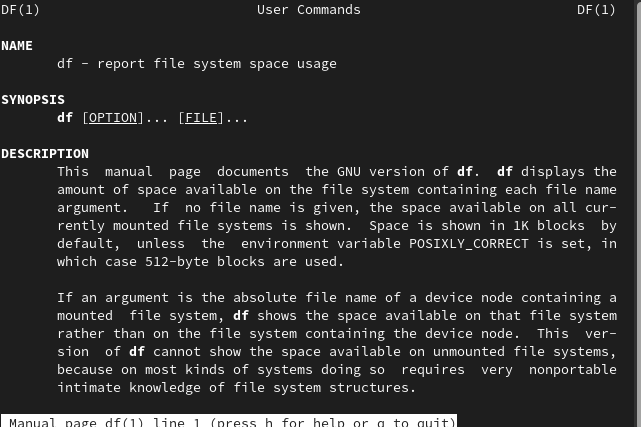 DF(1) User Commands DF(1)
NAME
df - report file system space usage
SYNOPSIS
df [OPTION]... [FILE]...
DESCRIPTION
This manual page documents the GNU version of df. df displays the
amount of space available on the file system containing each file name
argument. If no file name is given, the space available on all cur-
rently mounted file systems is shown. Space is shown in 1K blocks by
default, unless the environment variable POSIXLY_CORRECT is set, in
which case 512-byte blocks are used.
If an argument is the absolute file name of a device node containing a
mounted file system, df shows the space available on that file system
rather than on the file system containing the device node. This ver-
sion of df cannot show the space available on unmounted file systems,
because on most kinds of systems doing so requires very nonportable
intimate knowledge of file system structures.
Manual page df(1) line 1 (press h for help or q to quit)